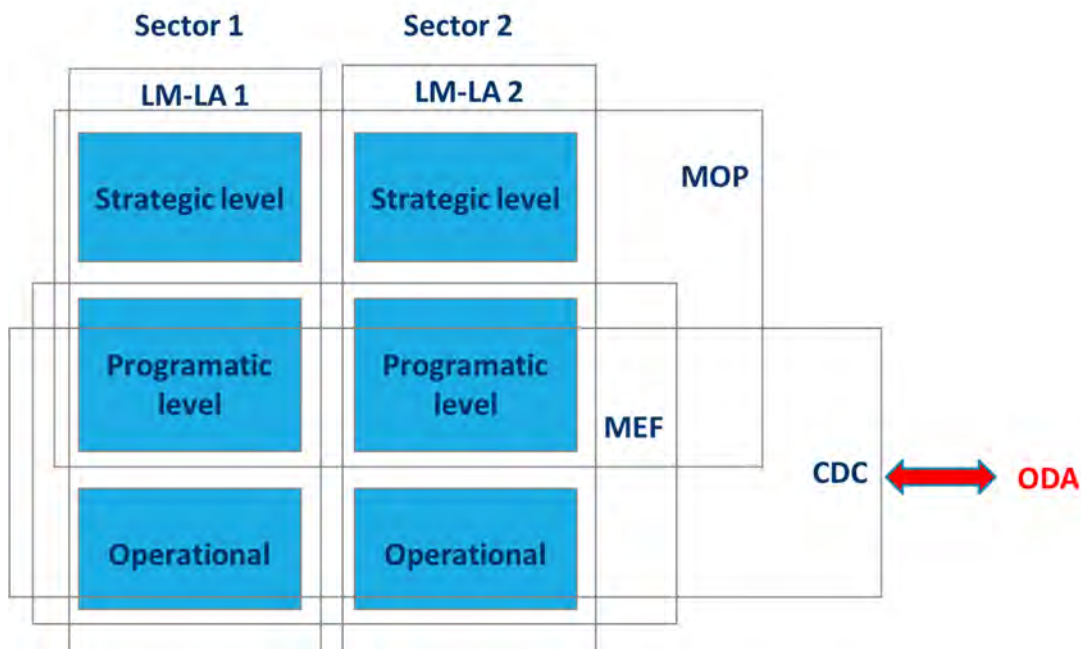 Sector 1
Sector 2
LM-LA 1
LM-LA 2
MOP
Strategic level
Strategic level
Programatic
level
Programatic
level
MEF
CDC
ODA
Operational
Operational